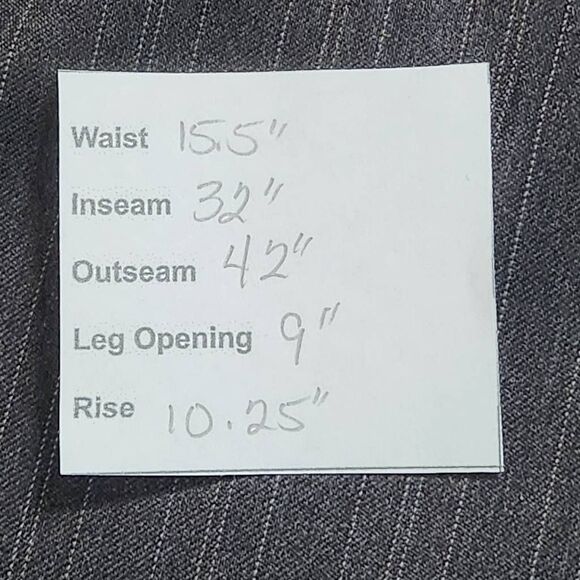 Waist 15.5"
Inseam 32"
Outseam 42"
Leg Opening 9"
Rise 10.25"